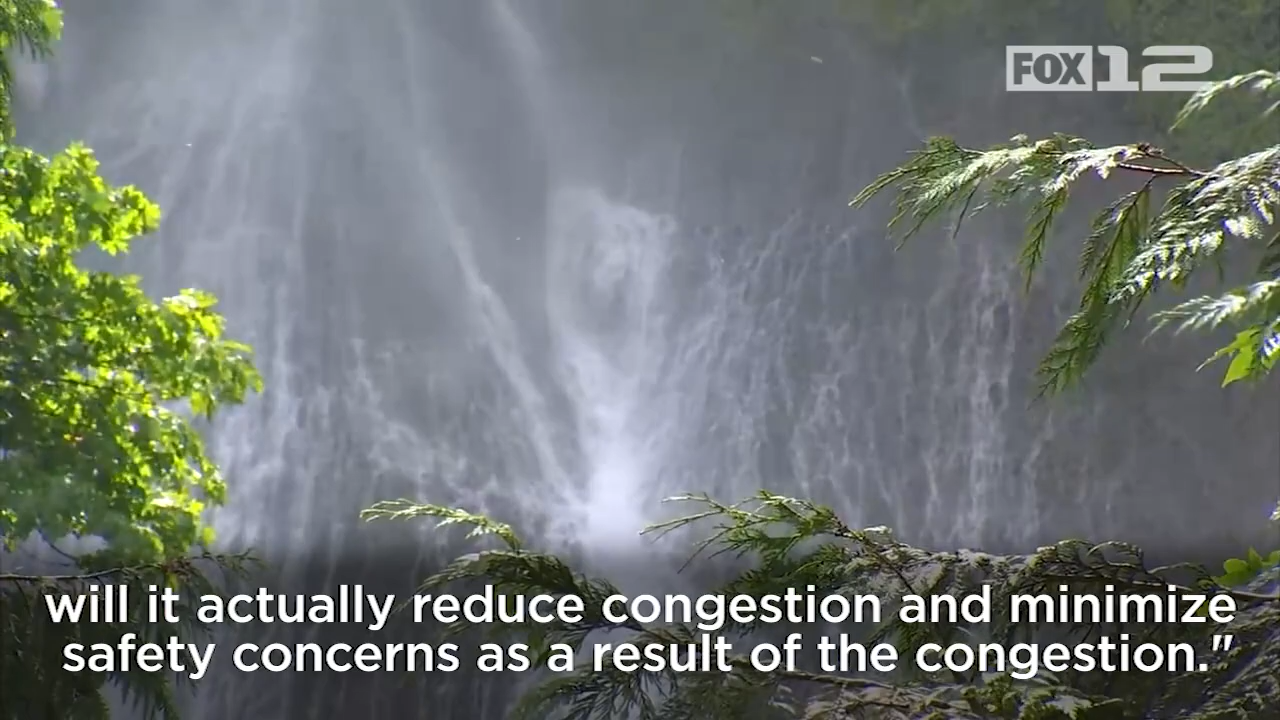 FOX 12
will it actually reduce congestion and minimize
safety concerns as a result of the congestion."